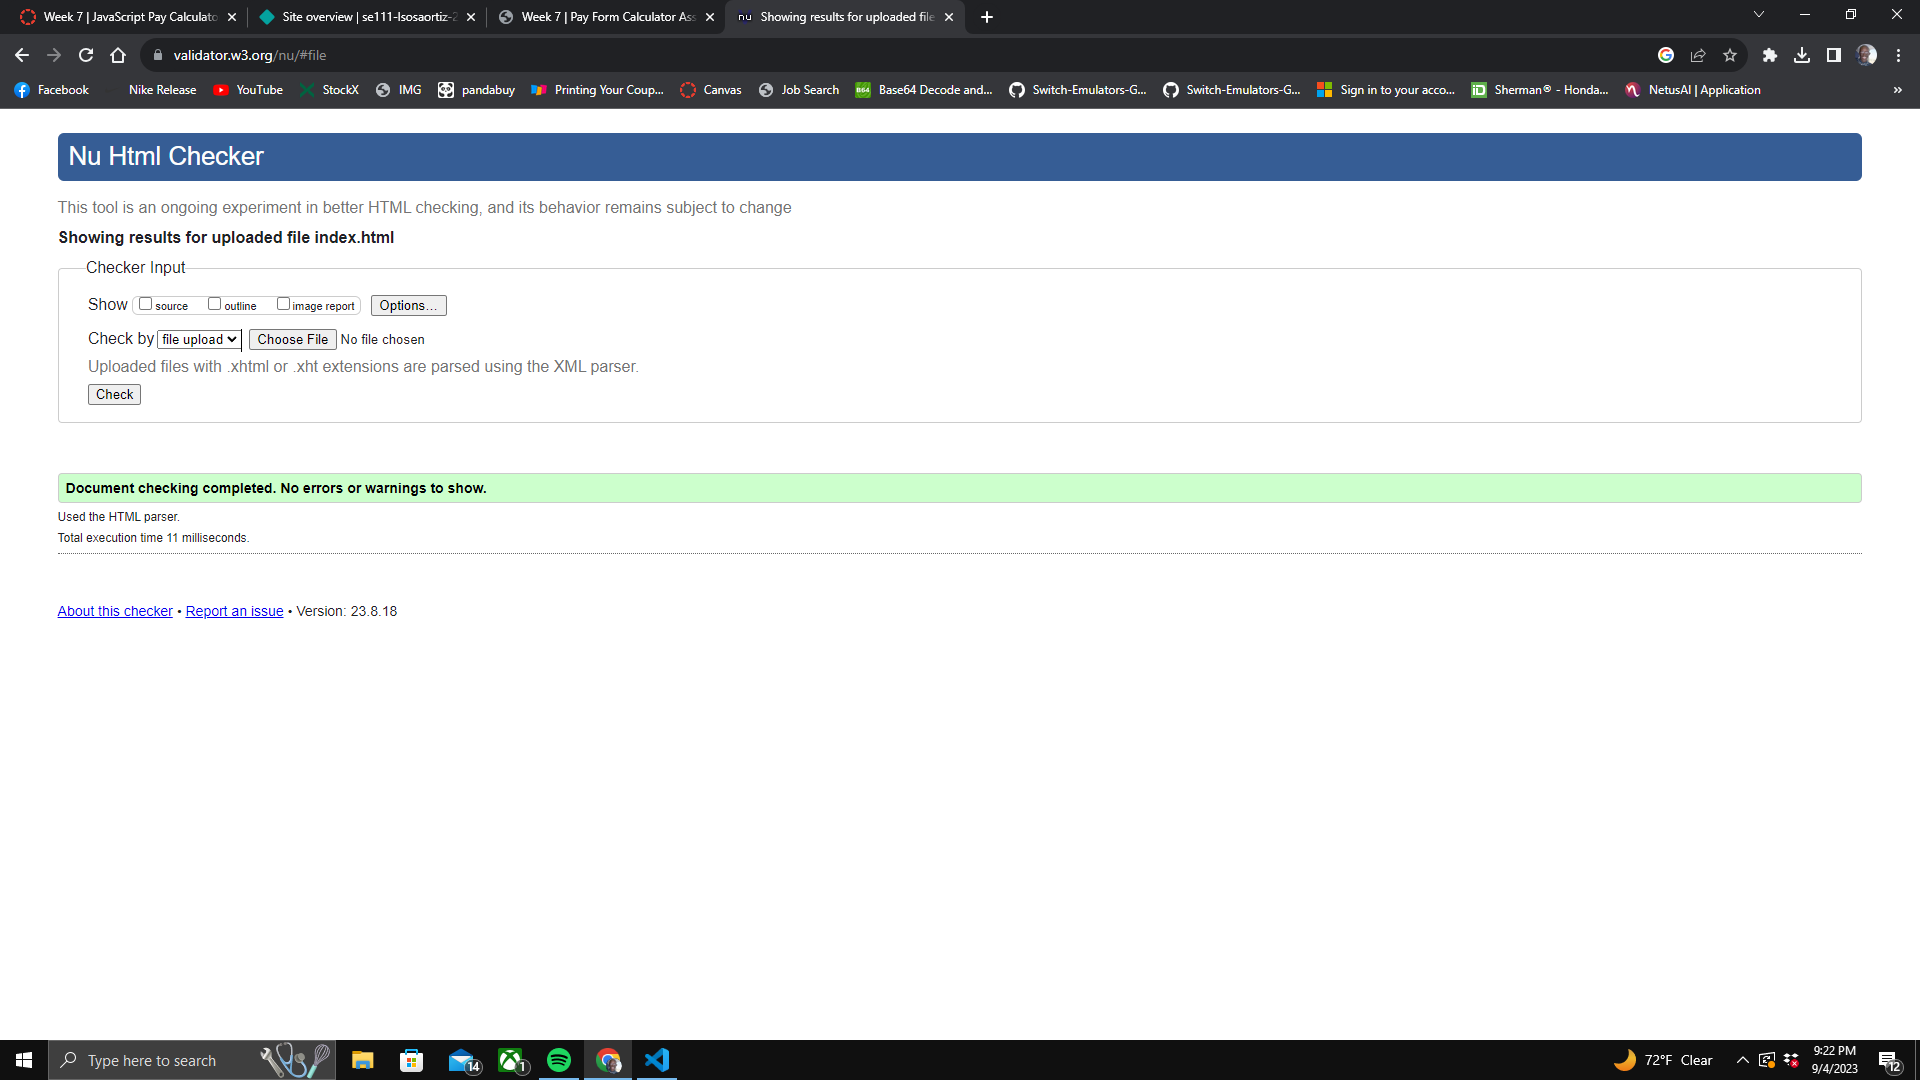 Week 7 | JavaScript Pay Calculato
Site overview | se111-lsosaortiz-2
Week 7 | Pay Form Calculator Ass
nu Showing results for uploaded file
validator.w3.org/nu/#file
Facebook
Nike Release
YouTube
StockX
IMG
pandabuy
Printing Your Coup...
Canvas
Job Search
B64 Base64 Decode and...
Switch-Emulators-G...
Switch-Emulators-G...
Sign in to your acco...
iD Sherman® - Honda...
NetusAI | Application
»
Nu Html Checker
This tool is an ongoing experiment in better HTML checking, and its behavior remains subject to change
Showing results for uploaded file index.html
Checker Input
Show source outline image report Options...
Check by file upload Choose File No file chosen
Uploaded files with .xhtml or .xht extensions are parsed using the XML parser.
Check
Document checking completed. No errors or warnings to show.
Used the HTML parser.
Total execution time 11 milliseconds.
About this checker • Report an issue • Version: 23.8.18
Type here to search
14
1
72°F Clear
9:22 PM
9/4/2023
12